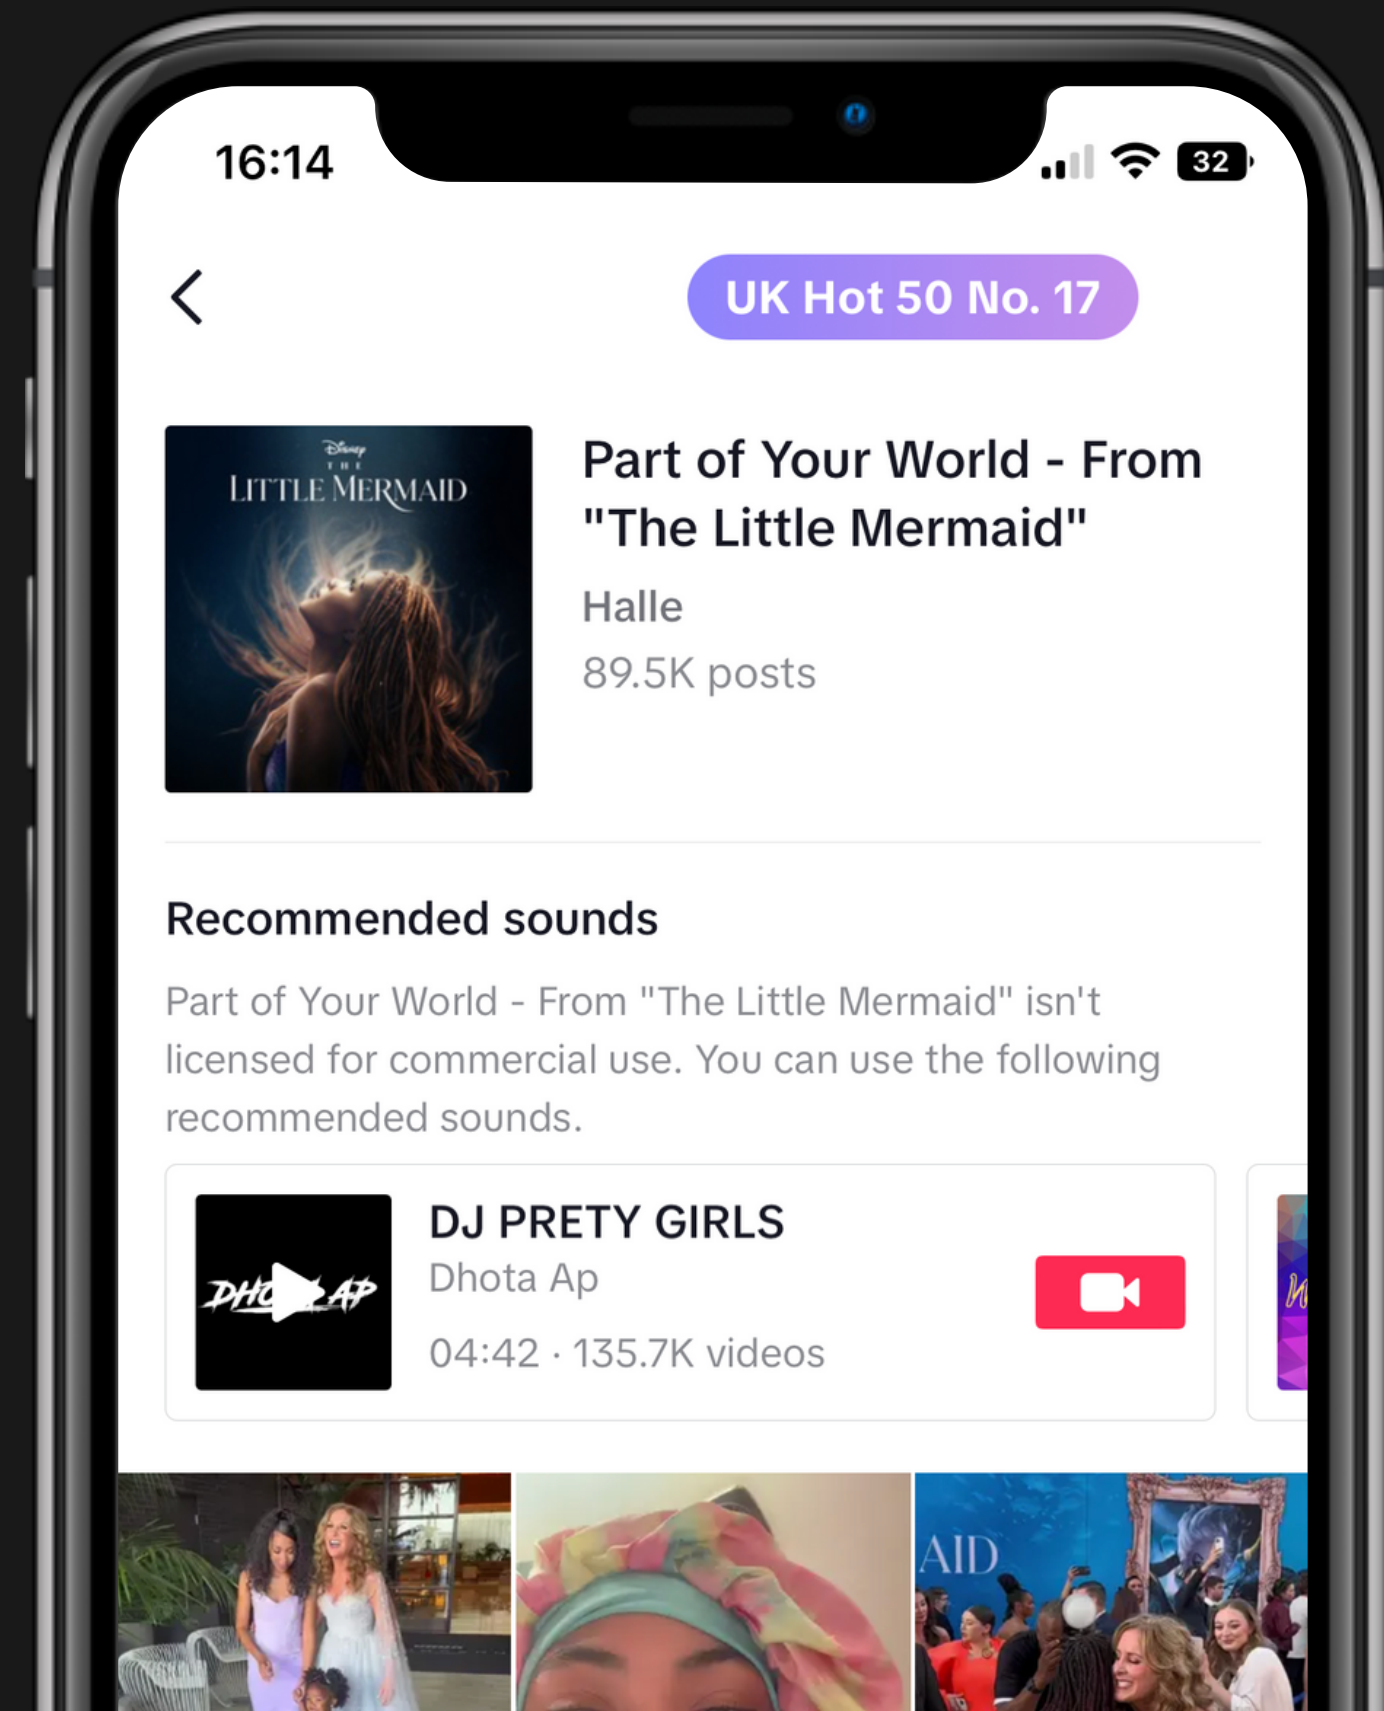 16:14
32
UK Hot 50 No. 17
Disney
THE
LITTLE MERMAID
Part of Your World - From
"The Little Mermaid"
Halle
89.5K posts
Recommended sounds
Part of Your World - From "The Little Mermaid" isn't
licensed for commercial use. You can use the following
recommended sounds.
DJ PRETY GIRLS
Dhota Ap
04:42 · 135.7K videos
AID